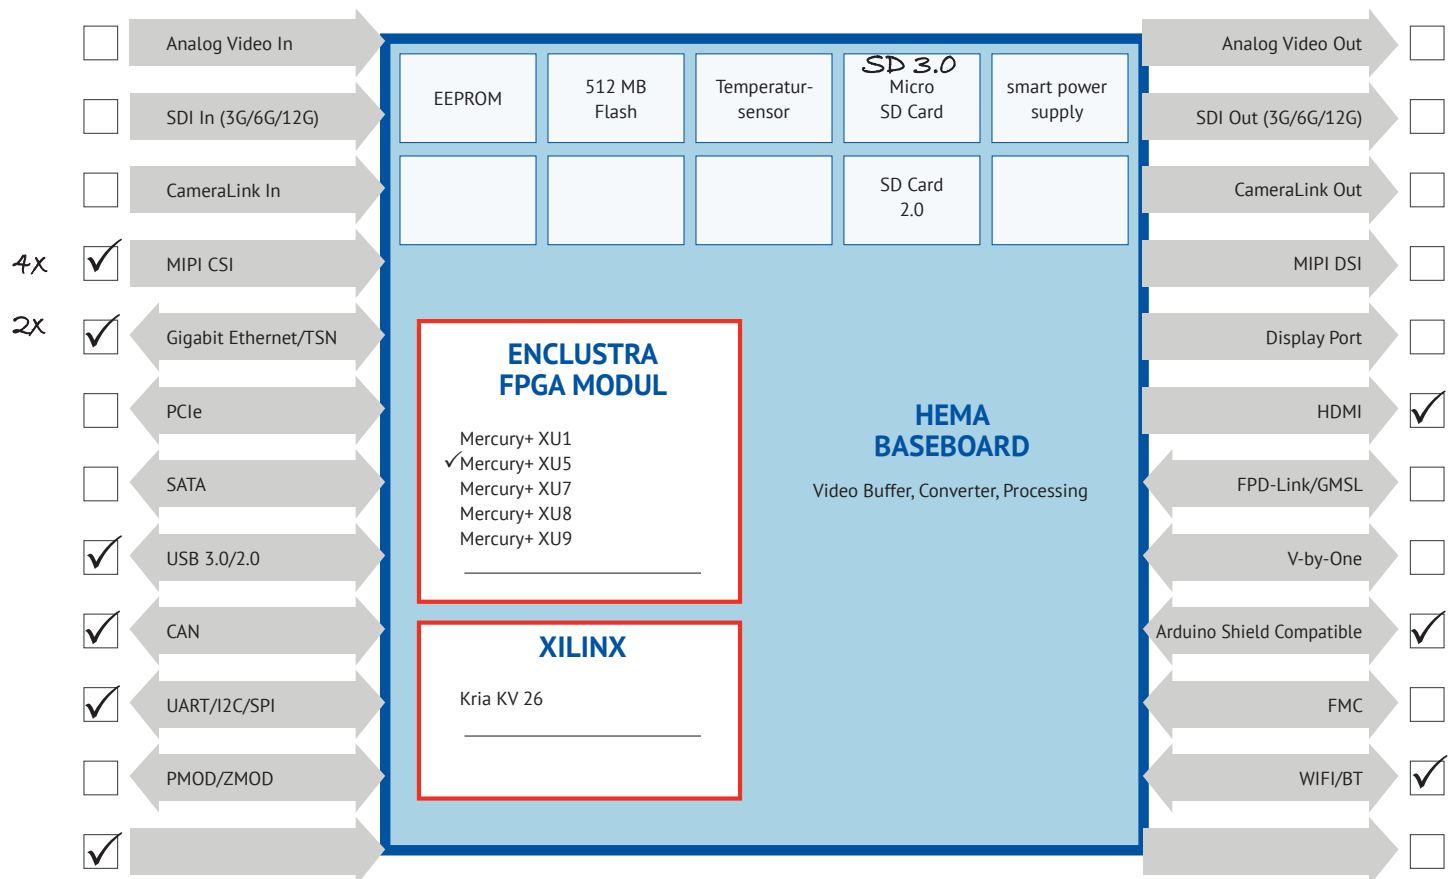 Analog Video In
SDI In (3G/6G/12G)
CameraLink In
4x
MIPI CSI
2x
Gigabit Ethernet/TSN
PCIe
SATA
USB 3.0/2.0
CAN
UART/I2C/SPI
PMOD/ZMOD
EEPROM
512 MB
Flash
Temperatur-
sensor
SD 3.0
Micro
SD Card
smart power
supply
SD Card
2.0
ENCLUSTRA
FPGA MODUL
Mercury+ XU1
✓Mercury+ XU5
Mercury+ XU7
Mercury+ XU8
Mercury+ XU9
XILINX
Kria KV 26
HEMA
BASEBOARD
Video Buffer, Converter, Processing
Analog Video Out
SDI Out (3G/6G/12G)
CameraLink Out
MIPI DSI
Display Port
HDMI
FPD-Link/GMSL
V-by-One
Arduino Shield Compatible
FMC
WIFI/BT